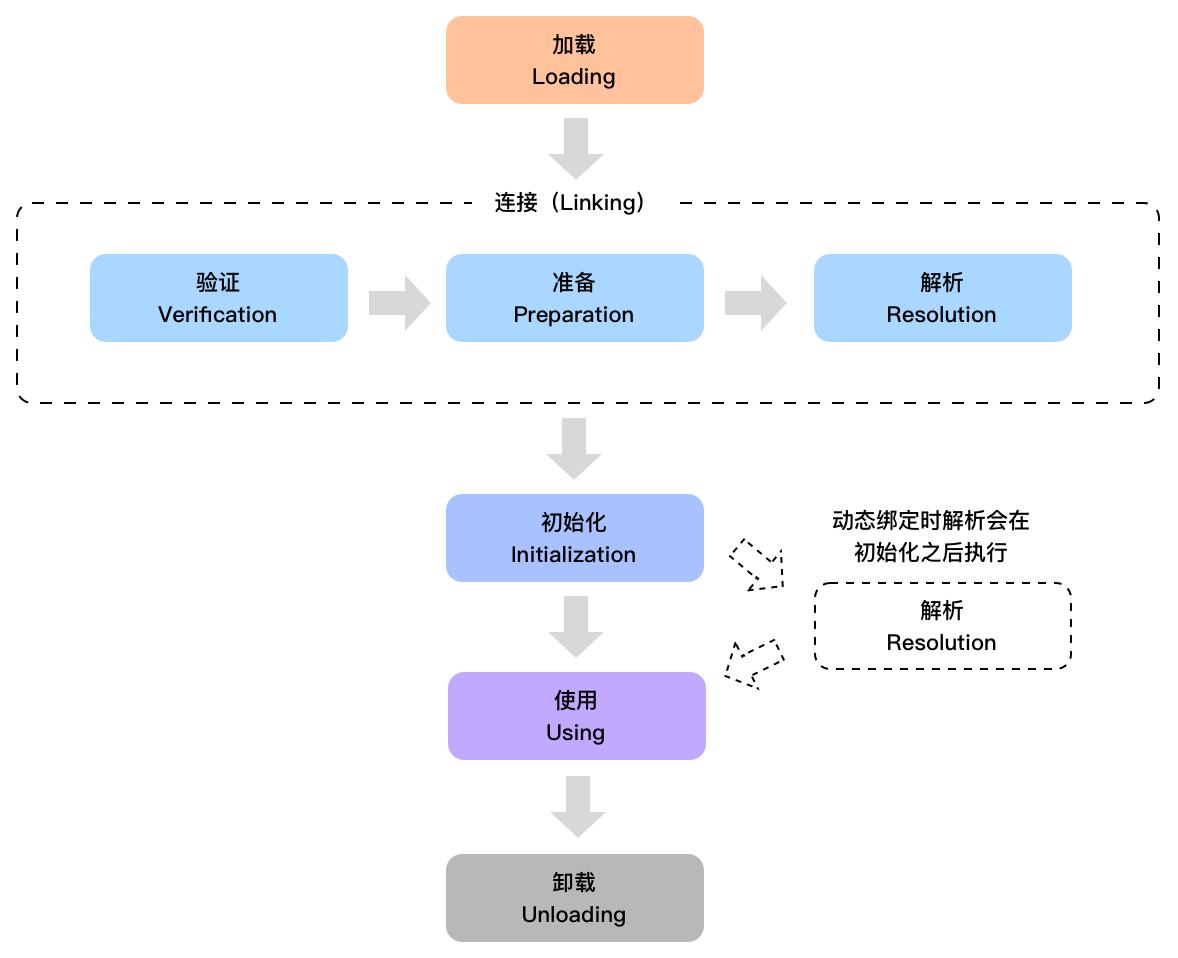 加载
Loading
连接（Linking）
验证
Verification
准备
Preparation
解析
Resolution
初始化
Initialization
动态绑定时解析会在
初始化之后执行
解析
Resolution
使用
Using
卸载
Unloading